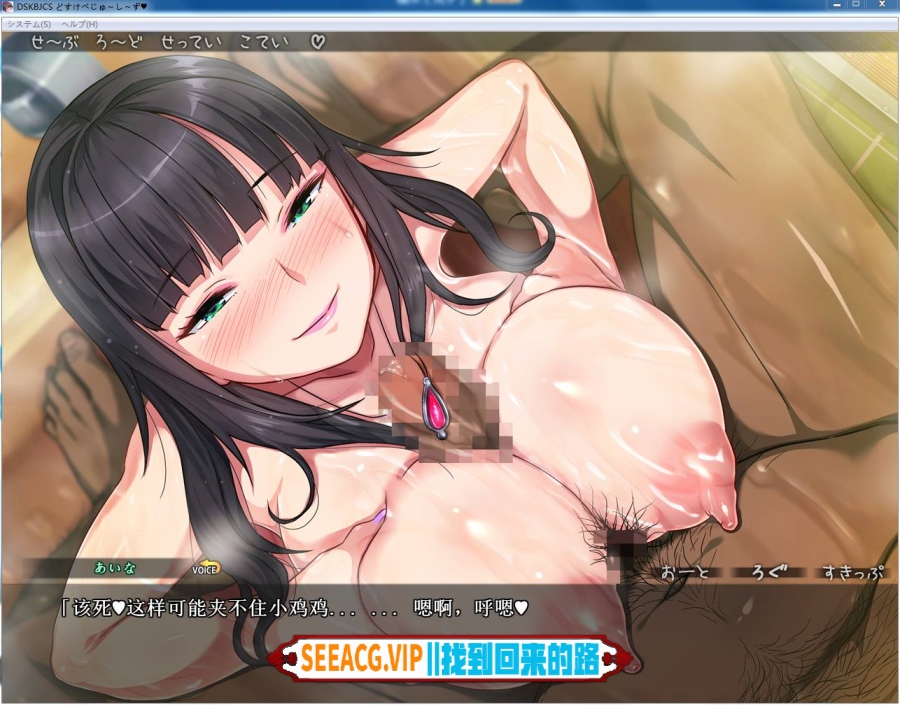 DSKBJCS どすけべじゅ~し~ず♥
システム(S) ヘルプ(H)
せ~ぶ ろ~ど せってい こてい ♡
あいな VOICE
おーと ろぐ すきっぷ
「该死♥这样可能夹不住小鸡鸡... ... 嗯啊，呼嗯♥
SEEACG.VIP||找到回来的路